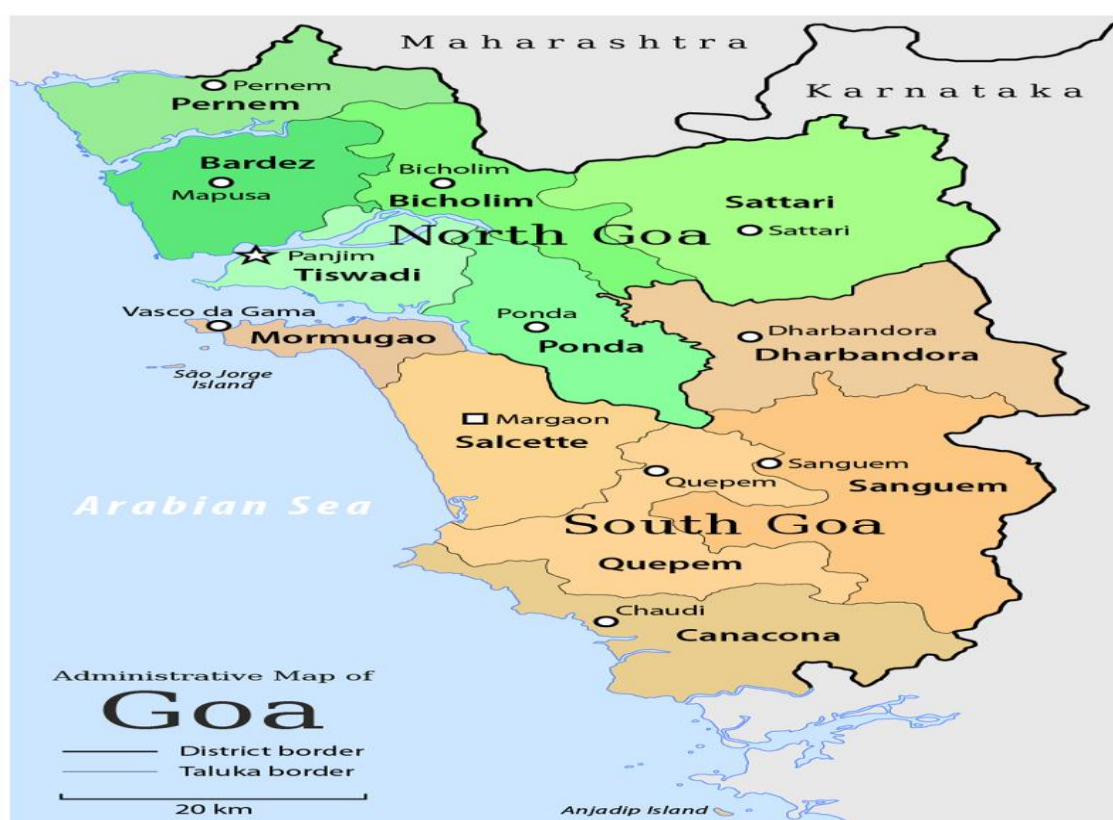 Maharashtra
Karnataka
Pernem
Pernem
Bardez
Mapusa
Bicholim
Bicholim
Sattari
Sattari
North Goa
Panjim
Tiswadi
Vasco da Gama
Mormugao
Ponda
Ponda
Dharbandora
Dharbandora
São Jorge
Island
Margaon
Salcette
Quepem
Sanguem
Sanguem
Arabian Sea
South Goa
Quepem
Chaudi
Canacona
Administrative Map of
Goa
District border
Taluka border
20 km
Anjadip Island